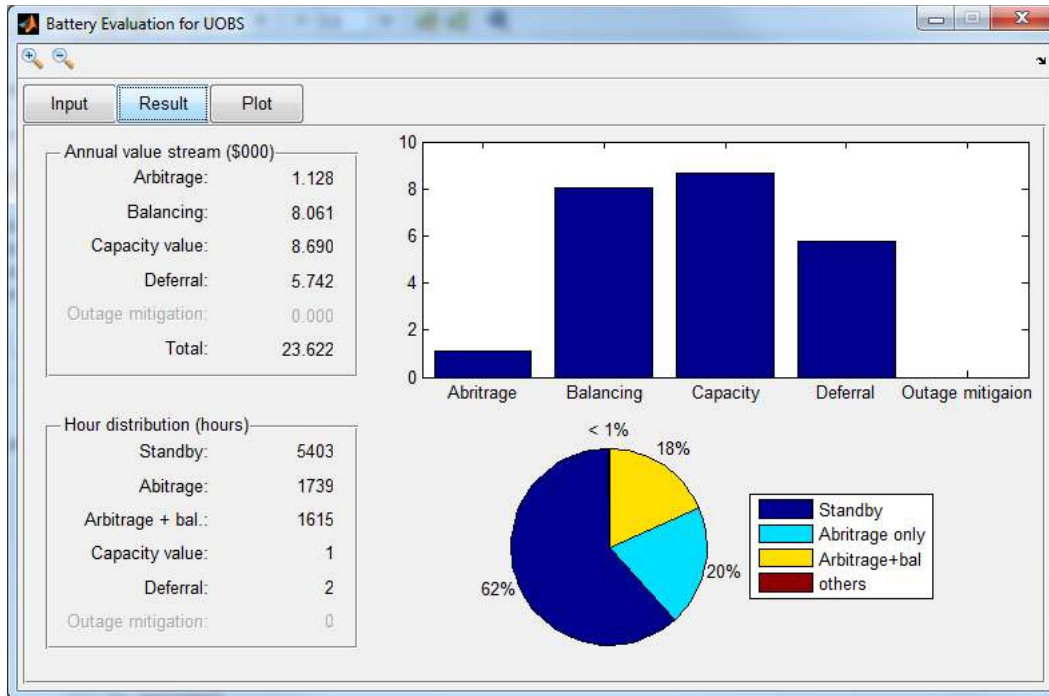 Battery Evaluation for UOBS
Input Result Plot
Annual value stream ($000)
Arbitrage: 1.128
Balancing: 8.061
Capacity value: 8.690
Deferral: 5.742
Outage mitigation: 0.000
Total: 23.622
10
8
6
4
2
0
Abritrage Balancing Capacity Deferral Outage mitigaion
Hour distribution (hours)
Standby: 5403
Abitrage: 1739
Arbitrage + bal.: 1615
Capacity value: 1
Deferral: 2
Outage mitigation: 0
< 1%
18%
20%
62%
Standby
Abritrage only
Arbitrage+bal
others